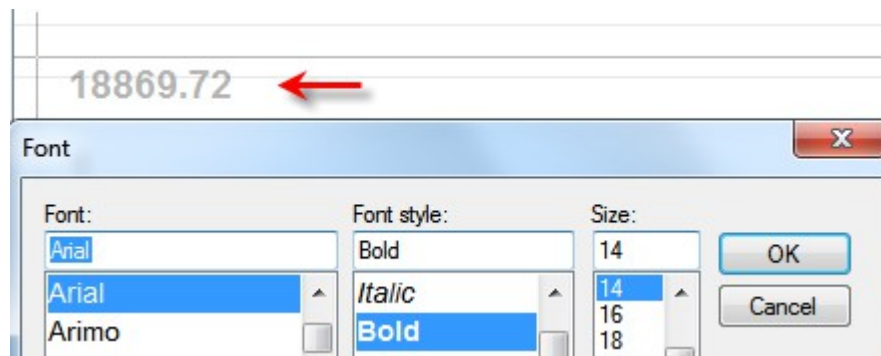 18869.72
Font
Font: Font style: Size:
Arial Bold 14 OK
Arial Italic 14 Cancel
Arimo Bold 16
18